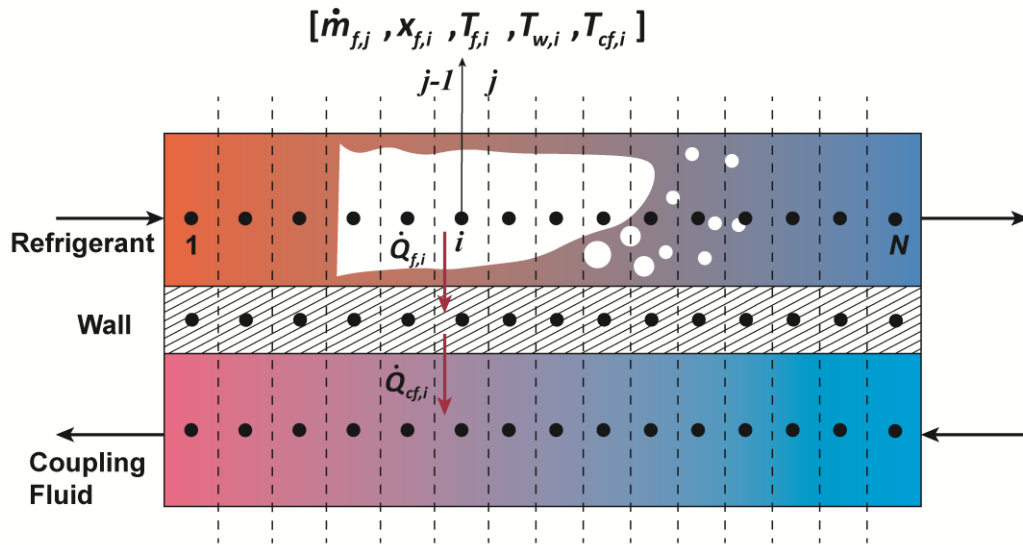 [ṁf,j , xf,i , Tf,i , Tw,i , Tcf,i ]
j-1 j
Refrigerant 1 Q̇f,i i N
Wall
Q̇cf,i
Coupling
Fluid